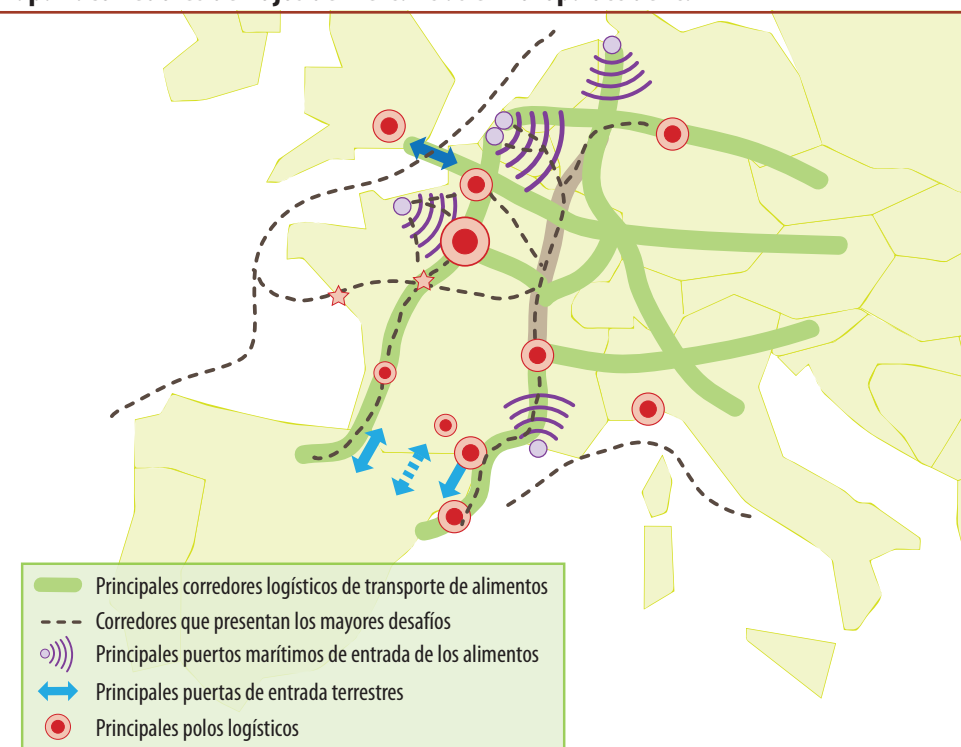 Principales corredores logísticos de transporte de alimentos
Corredores que presentan los mayores desafíos
Principales puertos marítimos de entrada de los alimentos
Principales puertas de entrada terrestres
Principales polos logísticos